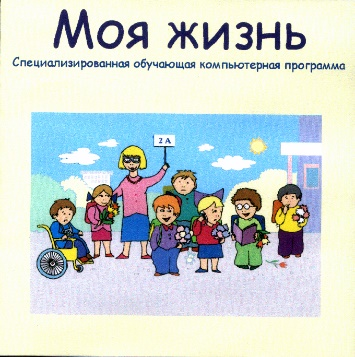 Моя жизнь
Специализированная обучающая компьютерная программа
2 А